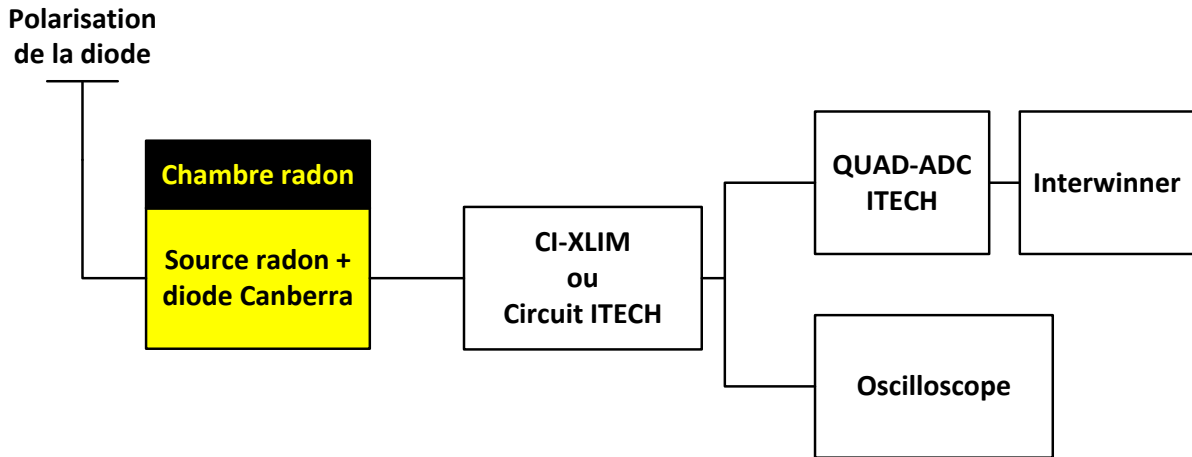 Polarisation
de la diode
Chambre radon
Source radon +
diode Canberra
CI-XLIM
ou
Circuit ITECH
QUAD-ADC
ITECH
Interwinner
Oscilloscope